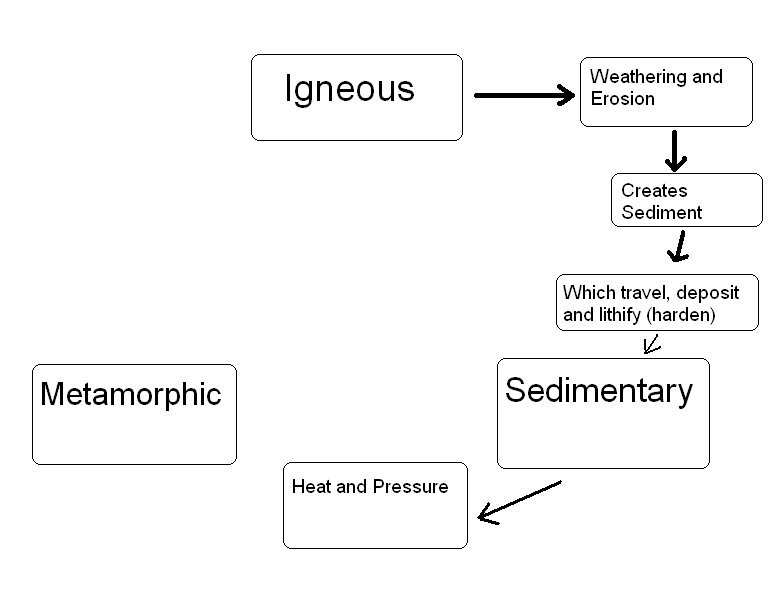 Igneous
Weathering and
Erosion
Creates
Sediment
Which travel, deposit
and lithify (harden)
Sedimentary
Metamorphic
Heat and Pressure